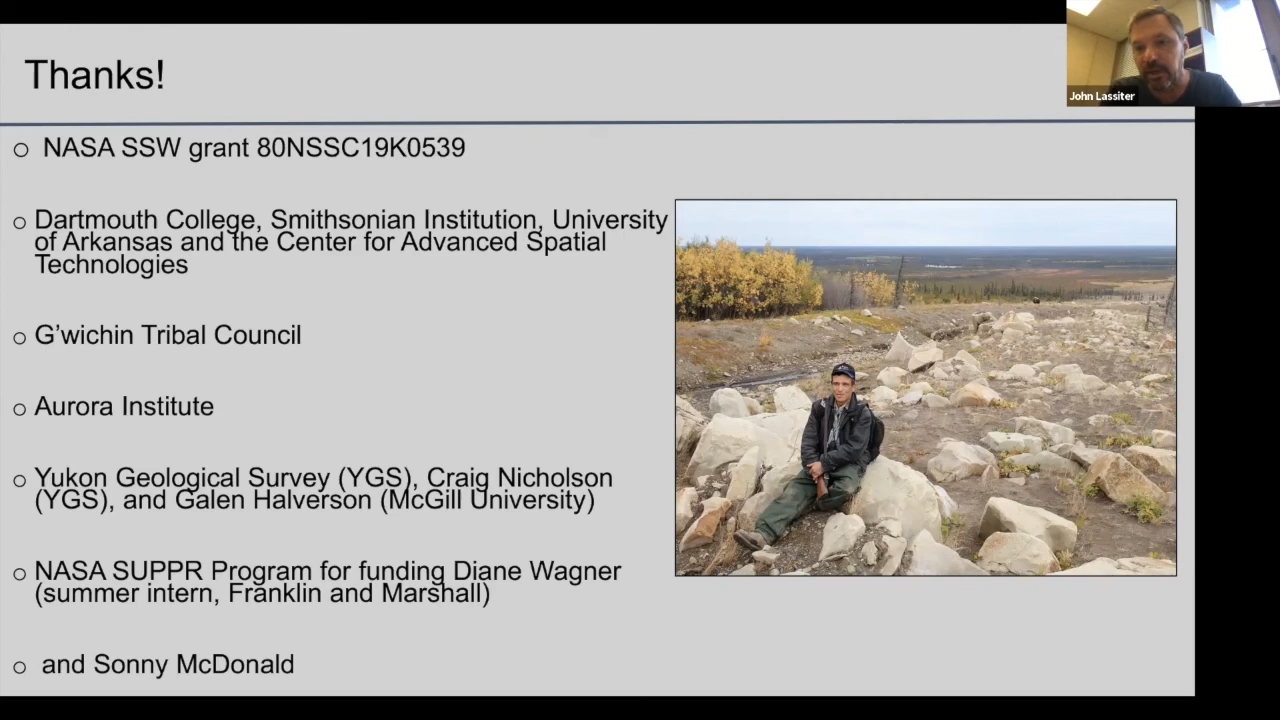 Thanks!
John Lassiter
○ NASA SSW grant 80NSSC19K0539
○ Dartmouth College, Smithsonian Institution, University
of Arkansas and the Center for Advanced Spatial
Technologies
○ G’wichin Tribal Council
○ Aurora Institute
○ Yukon Geological Survey (YGS), Craig Nicholson
(YGS), and Galen Halverson (McGill University)
○ NASA SUPPR Program for funding Diane Wagner
(summer intern, Franklin and Marshall)
○ and Sonny McDonald